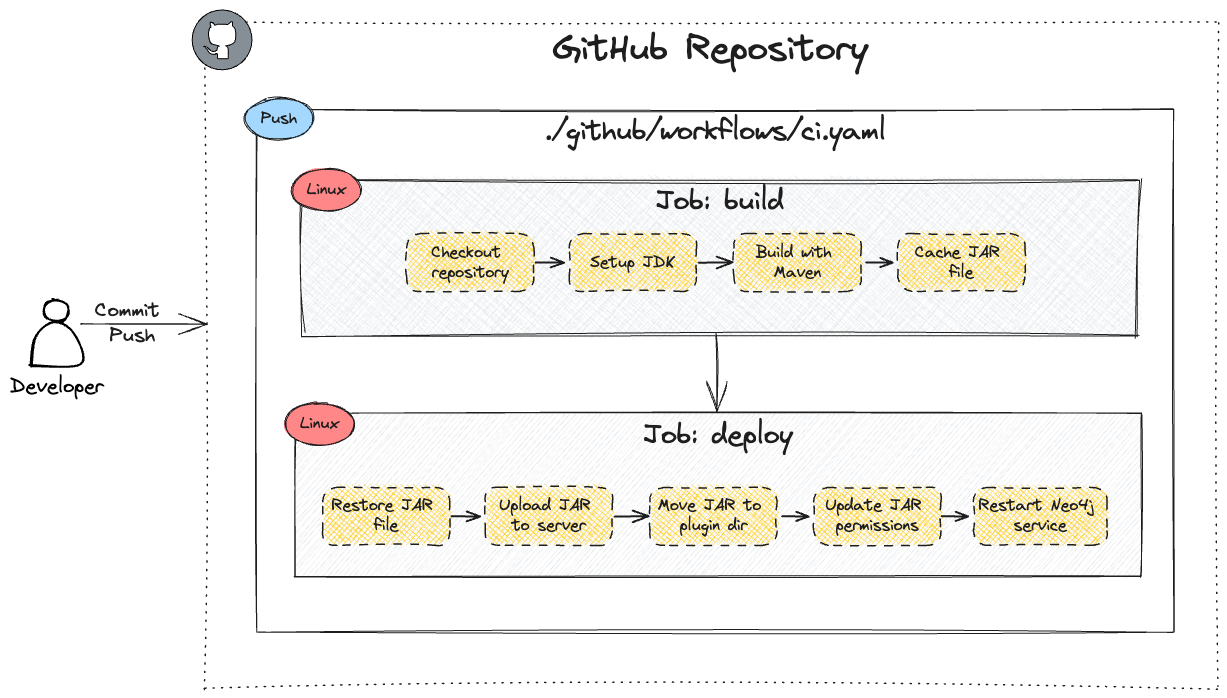 GitHub Repository
Push
./github/workflows/ci.yaml
Linux
Job: build
Checkout
repository
Setup JDK
Build with
Maven
Cache JAR
file
Commit
Push
Developer
Linux
Job: deploy
Restore JAR
file
Upload JAR
to server
Move JAR to
plugin dir
Update JAR
permissions
Restart Neo4j
service